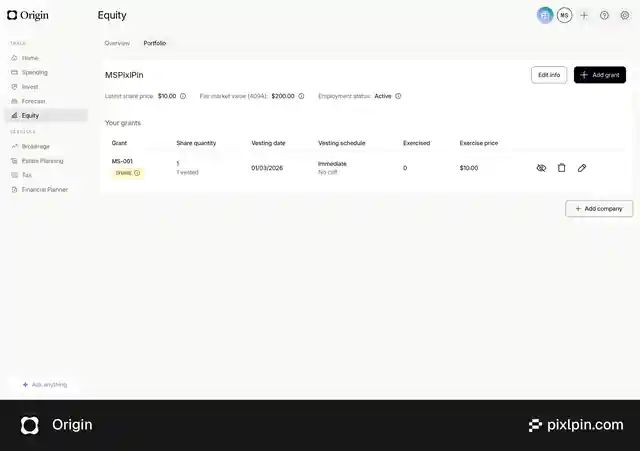 Origin
Equity
MS
TOOLS
Home
Spending
Invest
Forecast
Equity
SERVICES
Brokerage
Estate Planning
Tax
Financial Planner
Ask anything
Overview Portfolio
MSPixlPin
Edit info
Add grant
Latest share price: $10.00 Fair market value (409A): $200.00 Employment status: Active
Your grants
Grant Share quantity Vesting date Vesting schedule Exercised Exercise price
MS-001 1 01/03/2026 Immediate 0 $10.00
1 vested No cliff
Add company
Origin
pixlpin.com